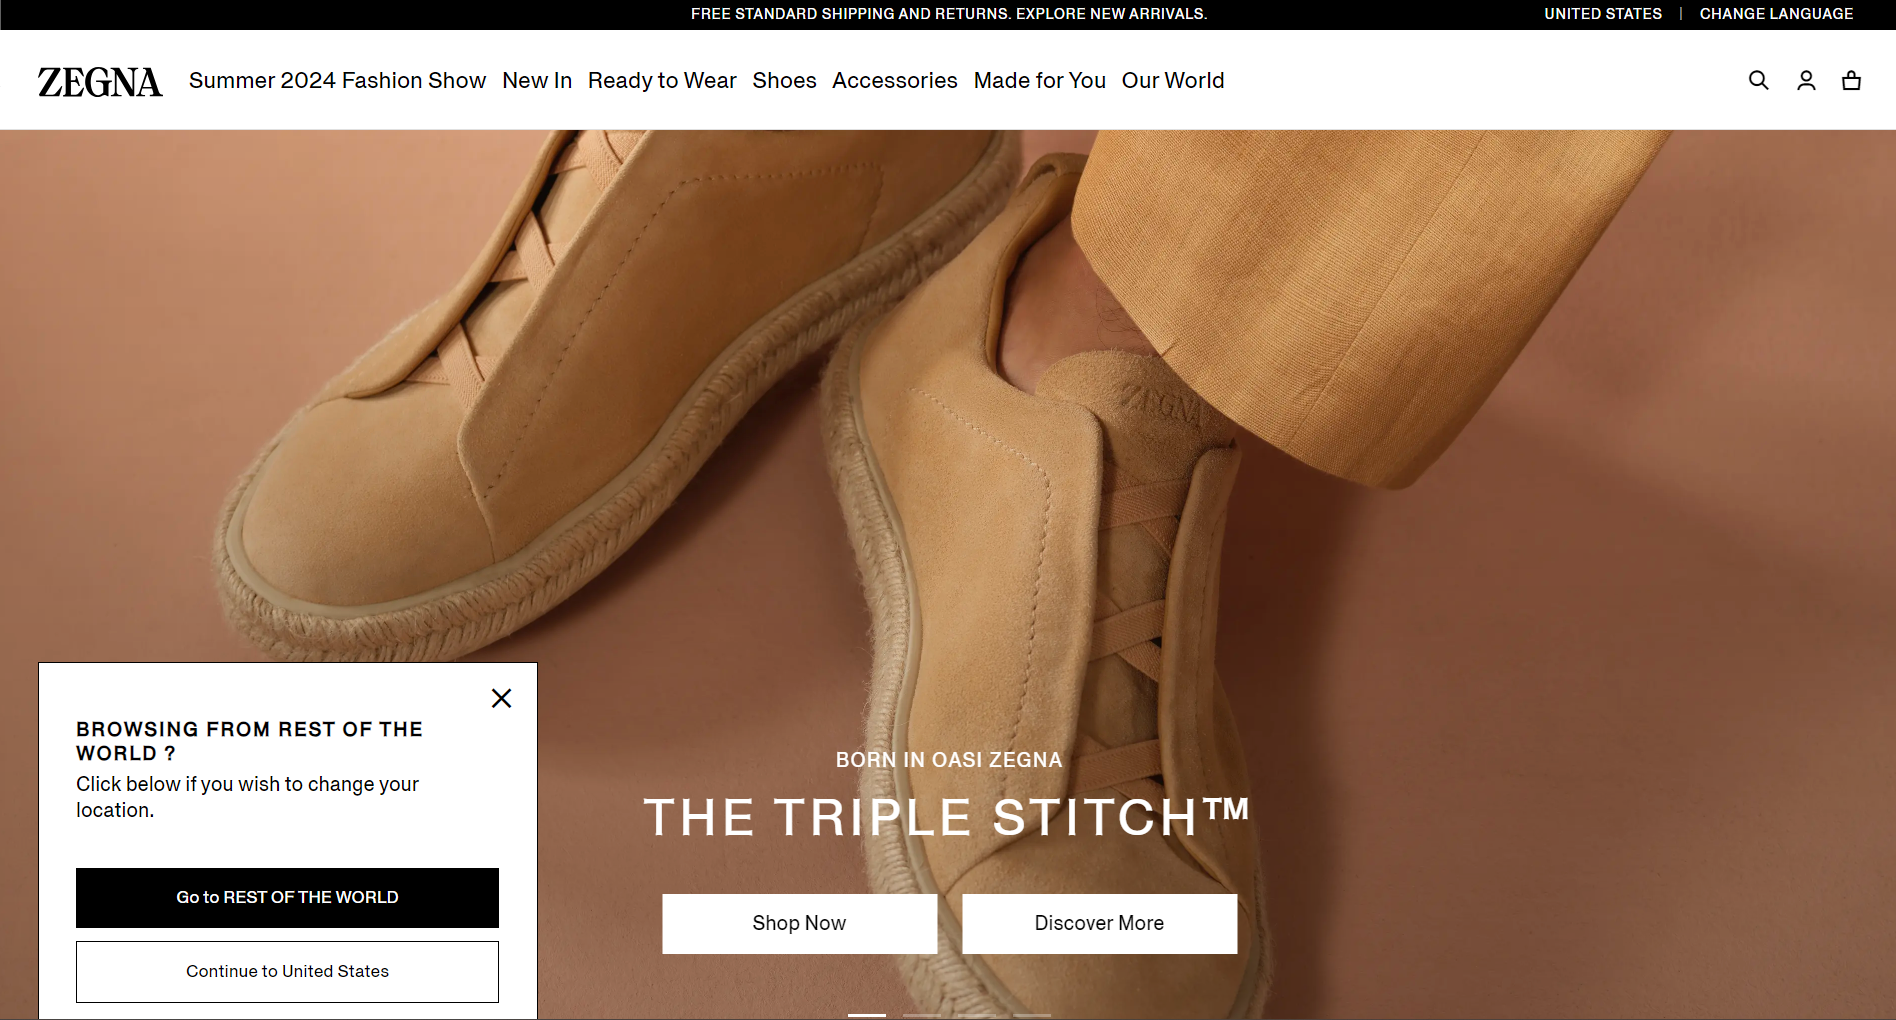 FREE STANDARD SHIPPING AND RETURNS. EXPLORE NEW ARRIVALS.
UNITED STATES | CHANGE LANGUAGE
ZEGNA
Summer 2024 Fashion Show
New In
Ready to Wear
Shoes
Accessories
Made for You
Our World
ZEGNA
BROWSING FROM REST OF THE
WORLD ?
Click below if you wish to change your
location.
Go to REST OF THE WORLD
Continue to United States
BORN IN OASI ZEGNA
THE TRIPLE STITCH™
Shop Now
Discover More